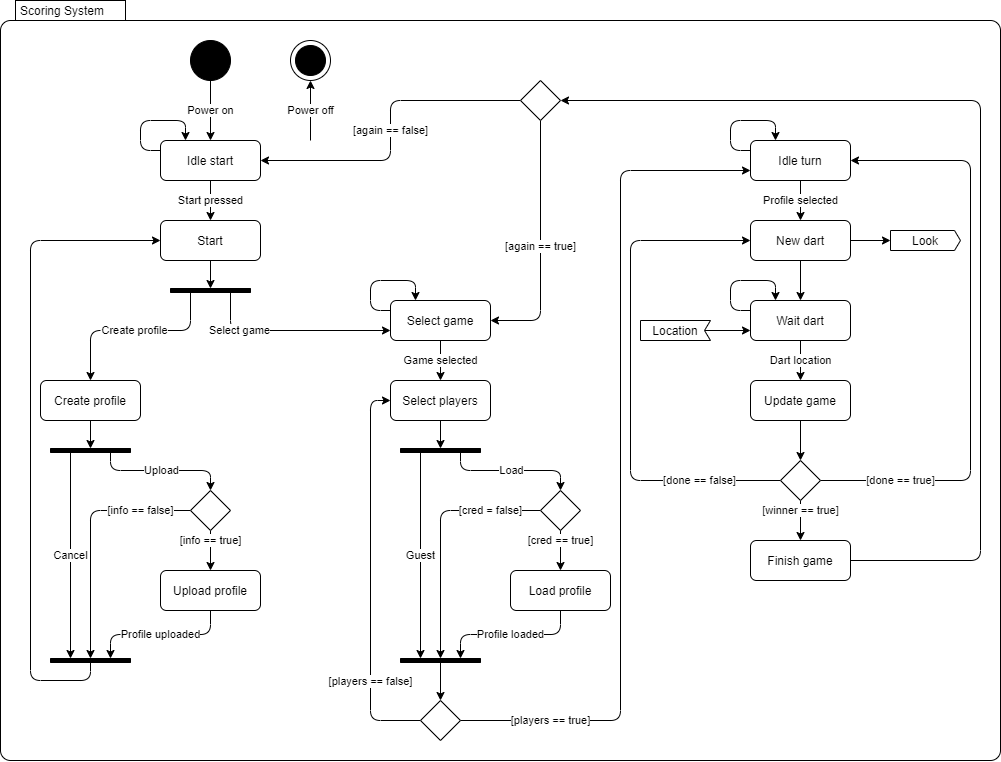 Scoring System
Power on
Power off
[again == false]
Idle start
Idle turn
Start pressed
Profile selected
Start
New dart
Look
[again == true]
Select game
Wait dart
Create profile
Select game
Location
Game selected
Dart location
Create profile
Select players
Update game
Upload
Load
[done == false]
[done == true]
[info == false]
[cred = false]
[winner == true]
[info == true]
[cred == true]
Cancel
Guest
Finish game
Upload profile
Load profile
Profile uploaded
Profile loaded
[players == false]
[players == true]